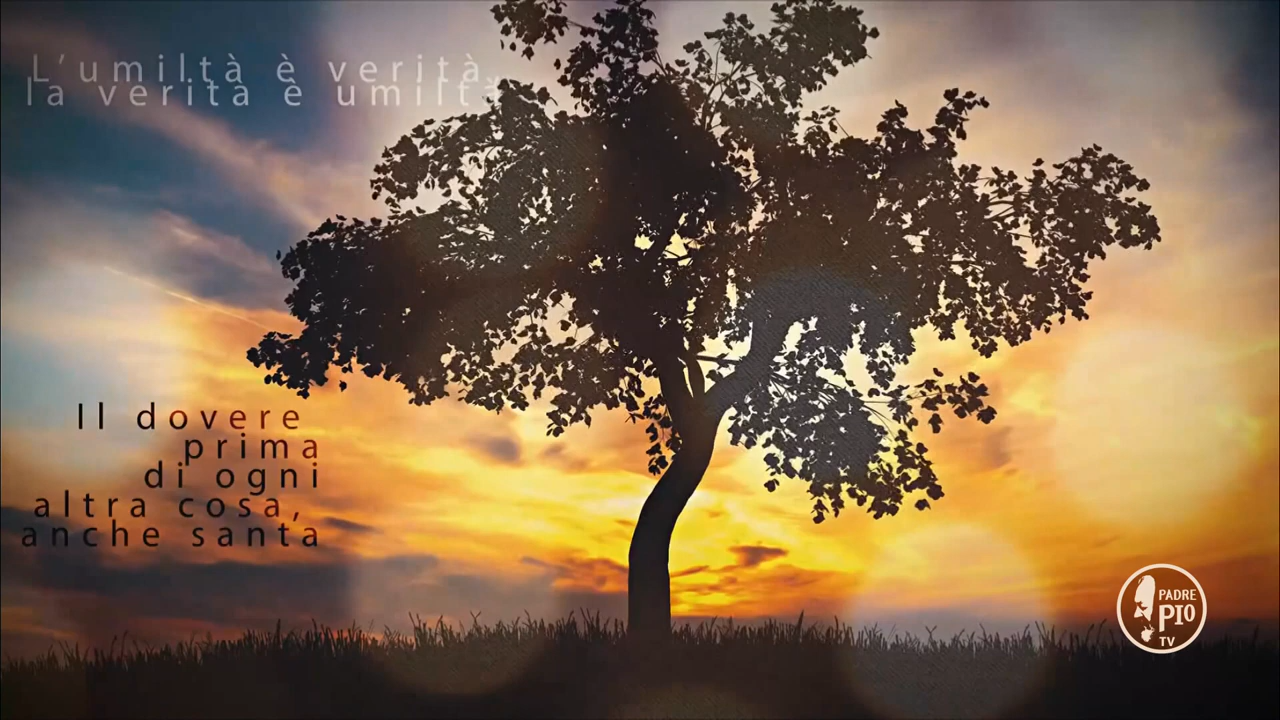 L'umiltà è verità,
la verità è umiltà
Il dovere
prima
di ogni
altra cosa,
anche santa
PADRE
PIO
TV